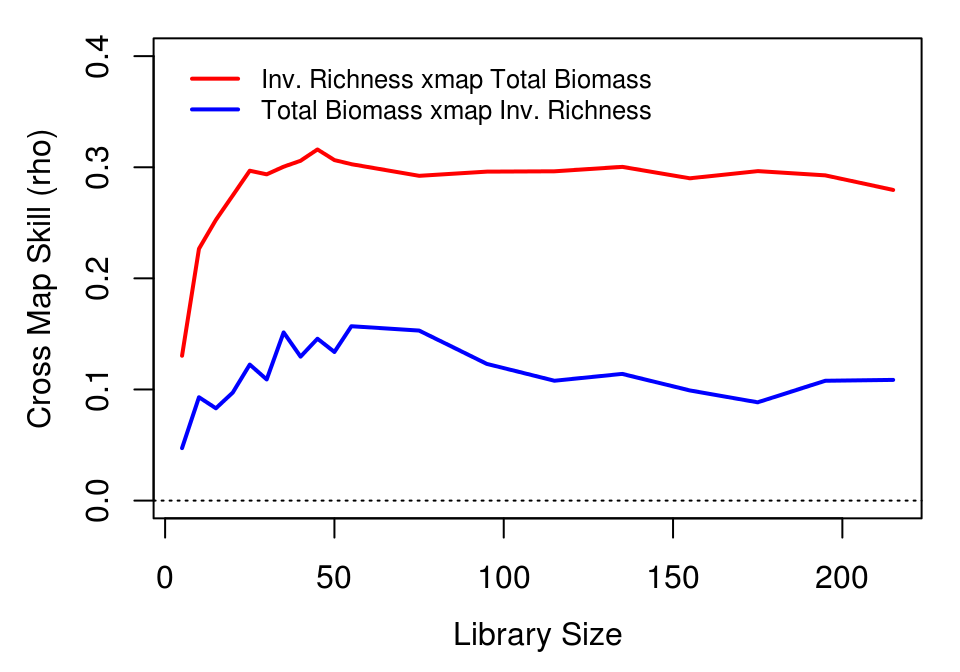 Inv. Richness xmap Total Biomass
Total Biomass xmap Inv. Richness
Cross Map Skill (rho)
0.4
0.3
0.2
0.1
0.0
0 50 100 150 200
Library Size